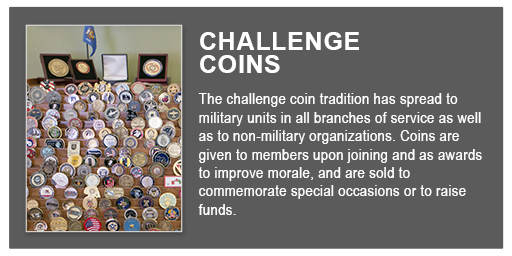 CHALLENGE
COINS
The challenge coin tradition has spread to
military units in all branches of service as well
as to non-military organizations. Coins are
given to members upon joining and as awards
to improve morale, and are sold to
commemorate special occasions or to raise
funds.